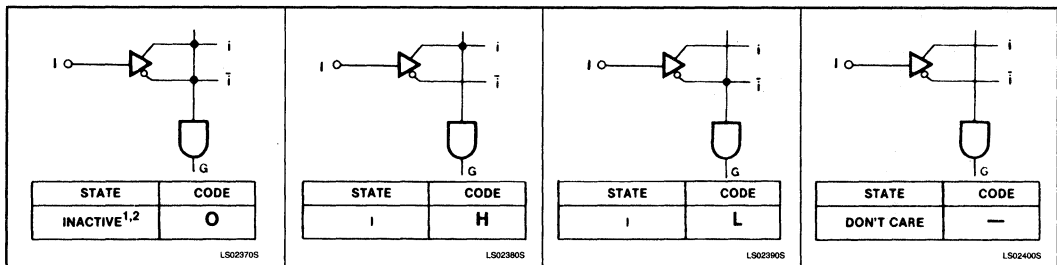 I
i
i̅
G
STATE CODE
INACTIVE1,2 O
LS02370S
I
i
i̅
G
STATE CODE
I H
LS02380S
I
i
i̅
G
STATE CODE
I L
LS02390S
I
i
i̅
G
STATE CODE
DON'T CARE —
LS02400S